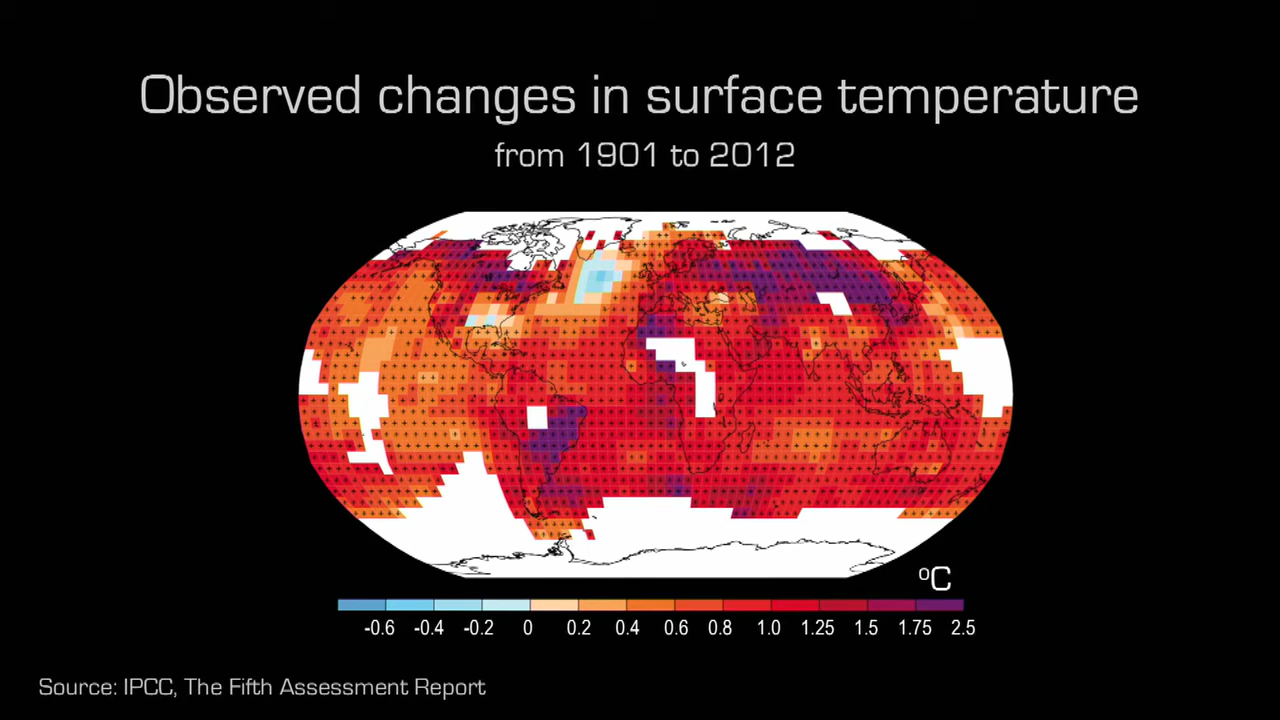 Observed changes in surface temperature
from 1901 to 2012
ºC
-0.6 -0.4 -0.2 0 0.2 0.4 0.6 0.8 1.0 1.25 1.5 1.75 2.5
Source: IPCC, The Fifth Assessment Report